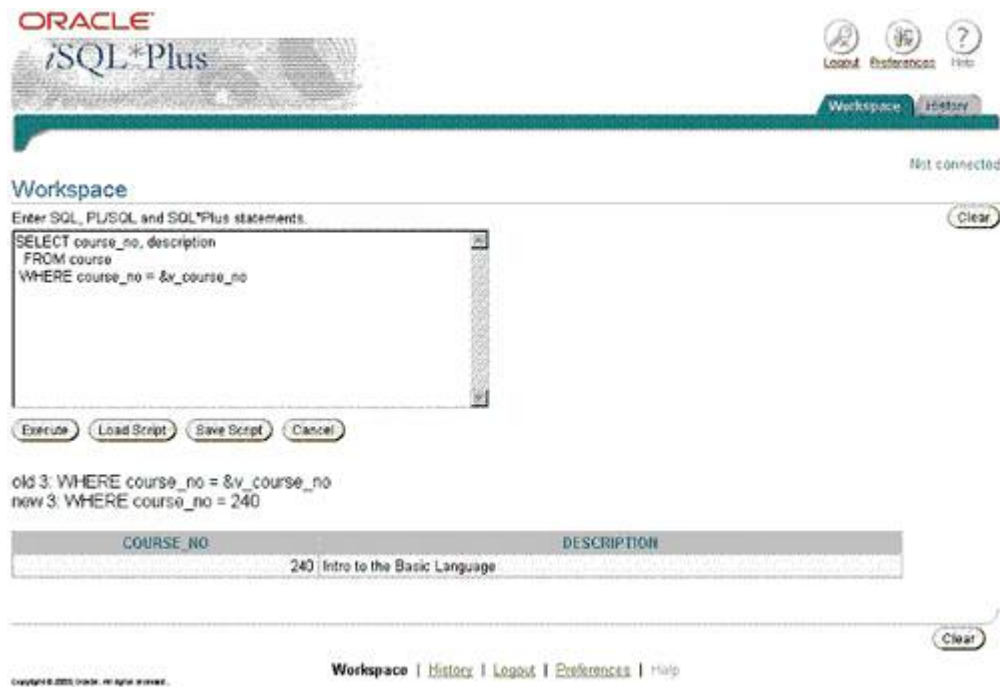 ORACLE
iSQL*Plus
Logout Preferences Help
Workspace History
Not connected
Workspace
Enter SQL, PL/SQL and SQL*Plus statements.
Clear
SELECT course_no, description
FROM course
WHERE course_no = &v_course_no
Execute Load Script Save Script Cancel
old 3: WHERE course_no = &v_course_no
new 3: WHERE course_no = 240
COURSE_NO DESCRIPTION
240 Intro to the Basic Language
Clear
Workspace | History | Logout | Preferences | Help